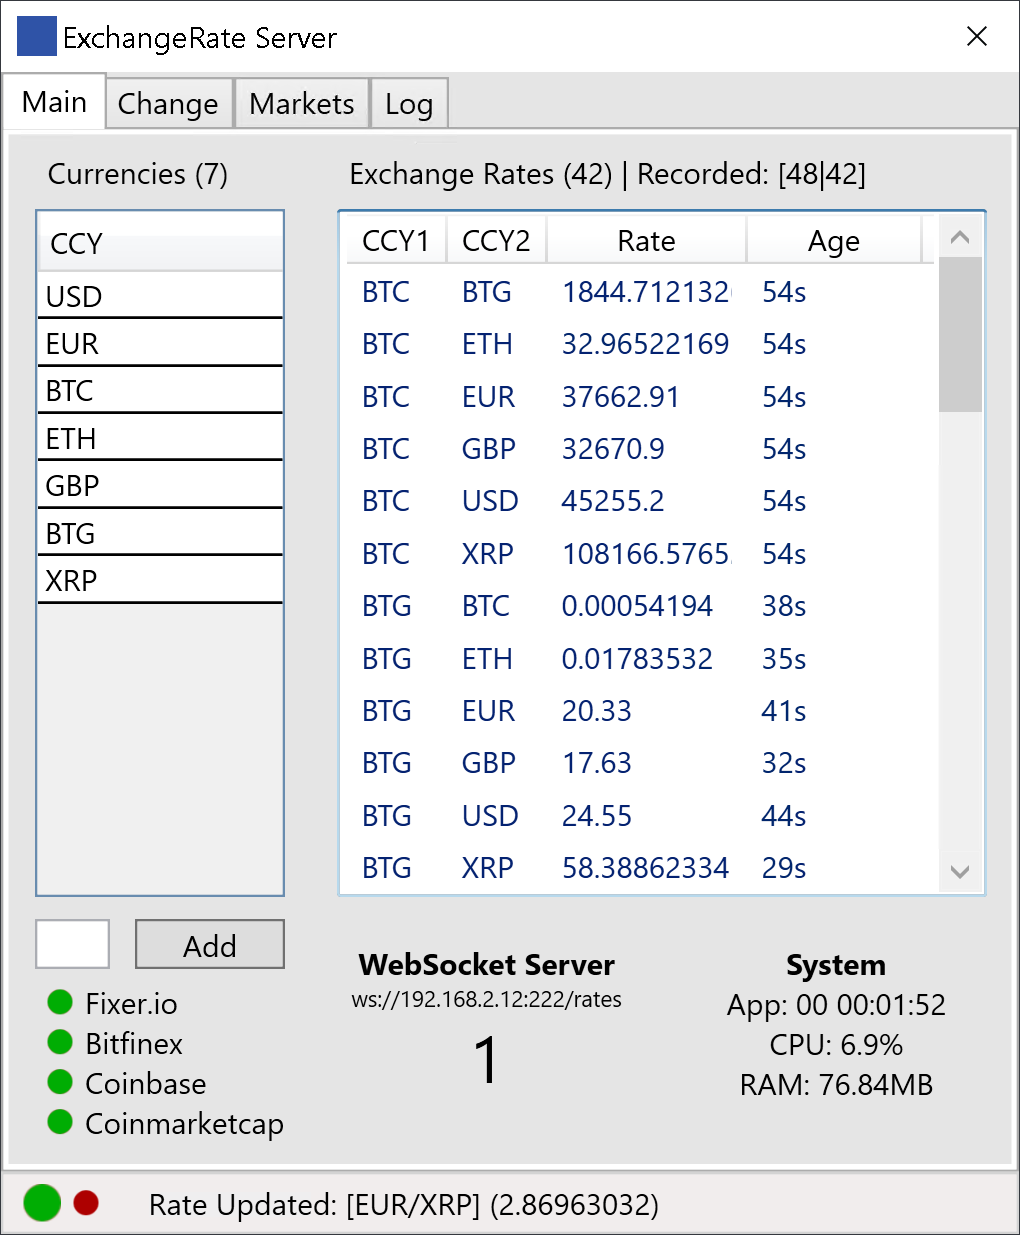 ExchangeRate Server
Main Change Markets Log
Currencies (7)
CCY
USD
EUR
BTC
ETH
GBP
BTG
XRP
Exchange Rates (42) | Recorded: [48|42]
CCY1 CCY2 Rate Age
BTC BTG 1844.712132 54s
BTC ETH 32.96522169 54s
BTC EUR 37662.91 54s
BTC GBP 32670.9 54s
BTC USD 45255.2 54s
BTC XRP 108166.5765 54s
BTG BTC 0.00054194 38s
BTG ETH 0.01783532 35s
BTG EUR 20.33 41s
BTG GBP 17.63 32s
BTG USD 24.55 44s
BTG XRP 58.38862334 29s
Add
Fixer.io
Bitfinex
Coinbase
Coinmarketcap
WebSocket Server
ws://192.168.2.12:222/rates
1
System
App: 00 00:01:52
CPU: 6.9%
RAM: 76.84MB
Rate Updated: [EUR/XRP] (2.86963032)